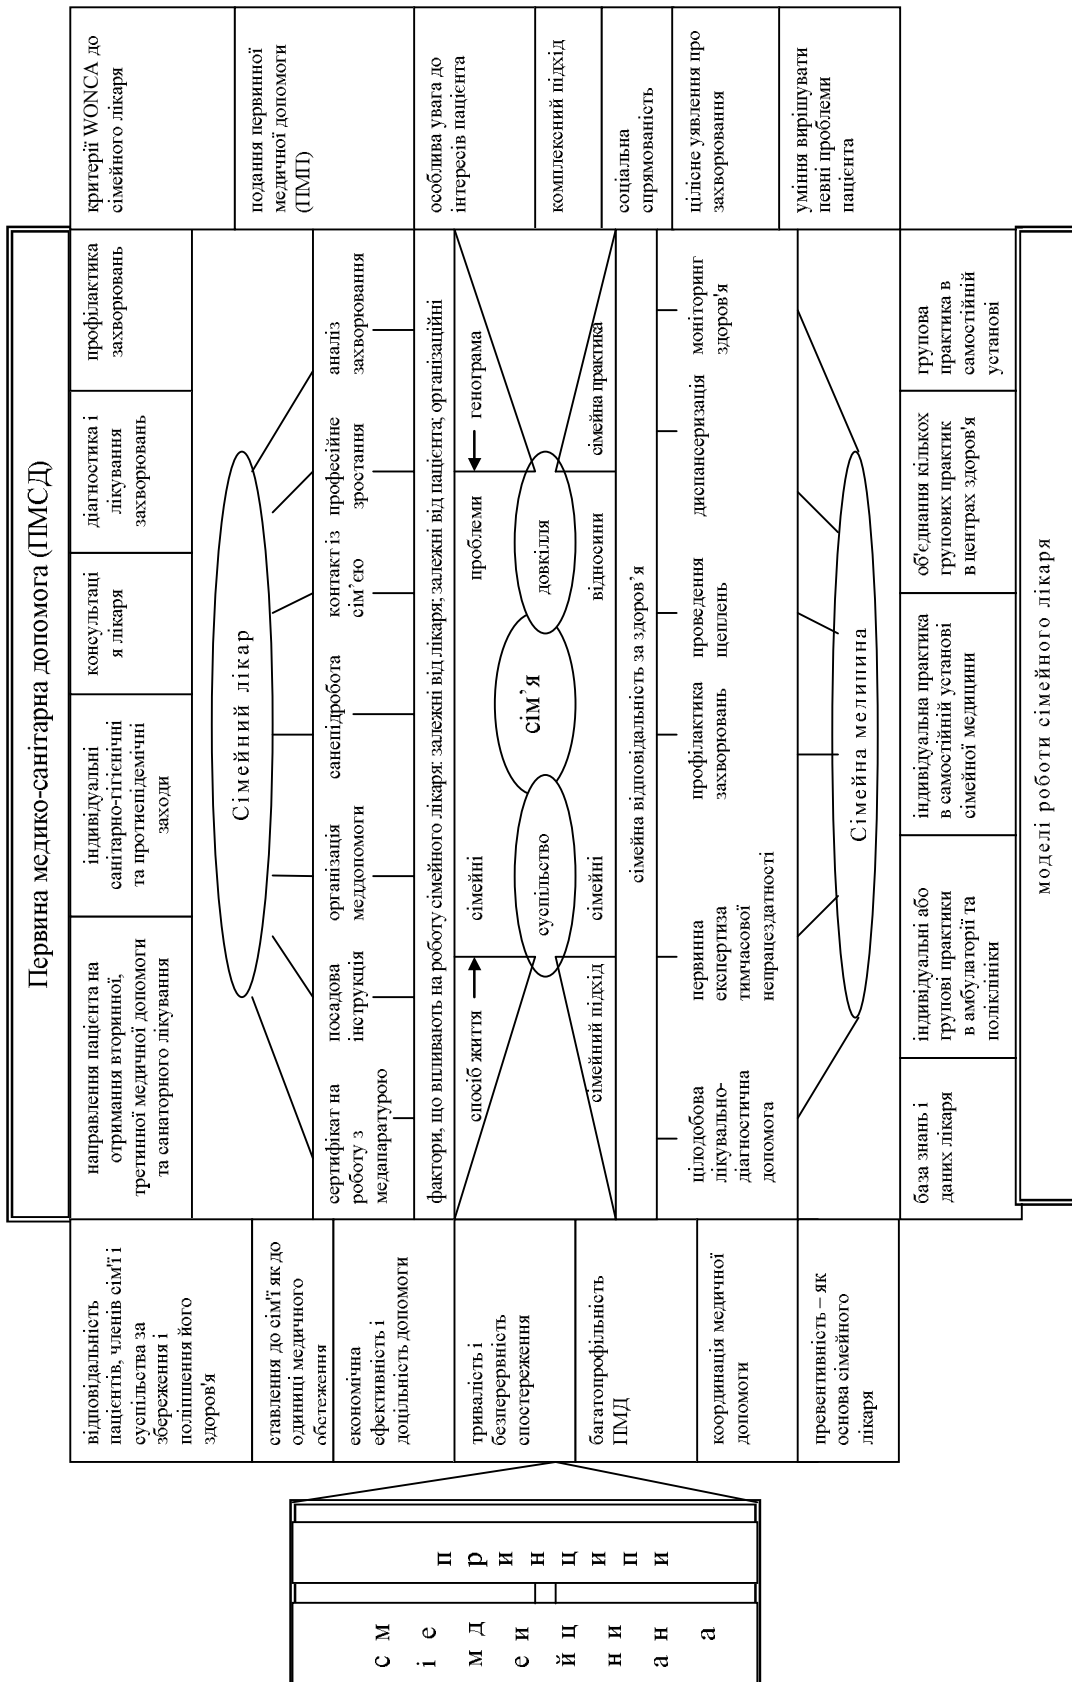 Первина медико-санітарна допомога (ПМСД)
направлення пацієнта на
отримання вторинної,
третинної медичної допомоги
та санаторного лікування
індивідуальні
санітарно-гігієнічні
та протиепідемічні
заходи
консультаці
я лікаря
діагностика і
лікування
захворювань
профілактика
захворювань
Сімейний лікар
сертифікат на
роботу з
медапаратурою
посадова
інструкція
організація
меддопомоги
санепідробота
контакт із
сім’єю
професійне
зростання
аналіз
захворювання
фактори, що впливають на роботу сімейного лікаря: залежні від лікаря; залежні від пацієнта; організаційні
спосіб життя
сімейні
проблеми
генограма
суспільство
сім’я
довкілля
сімейний підхід
сімейні
відносини
сімейна практика
сімейна відповідальність за здоров’я
цілодобова
лікувально-
діагностична
допомога
первинна
експертиза
тимчасової
непрацездатності
профілактика
захворювань
проведення
щеплень
диспансеризація
моніторинг
здоров'я
Сімейна медицина
база знань і
даних лікаря
індивідуальні або
групові практики
в амбулаторії та
поліклініки
індивідуальна практика
в самостійній установі
сімейної медицини
об'єднання кількох
групових практик
в центрах здоров'я
групова
практика в
самостійній
установі
моделі роботи сімейного лікаря
відповідальність
пацієнтів, членів сім'ї і
суспільства за
збереження і
поліпшення його
здоров'я
ставлення до сім'ї як до
одиниці медичного
обстеження
економічна
ефективність і
доцільність допомоги
тривалість і
безперервність
спостереження
багатопрофільність
ПМД
координація медичної
допомоги
превентивність – як
основа сімейного
лікаря
критерії WONCA до
сімейного лікаря
подання первинної
медичної допомоги
(ПМП)
особлива увага до
інтересів пацієнта
комплексний підхід
соціальна
спрямованість
цілісне уявлення про
захворювання
уміння вирішувати
певні проблеми
пацієнта
принципи
см
іе
мд
еи
йц
ни
ан
а